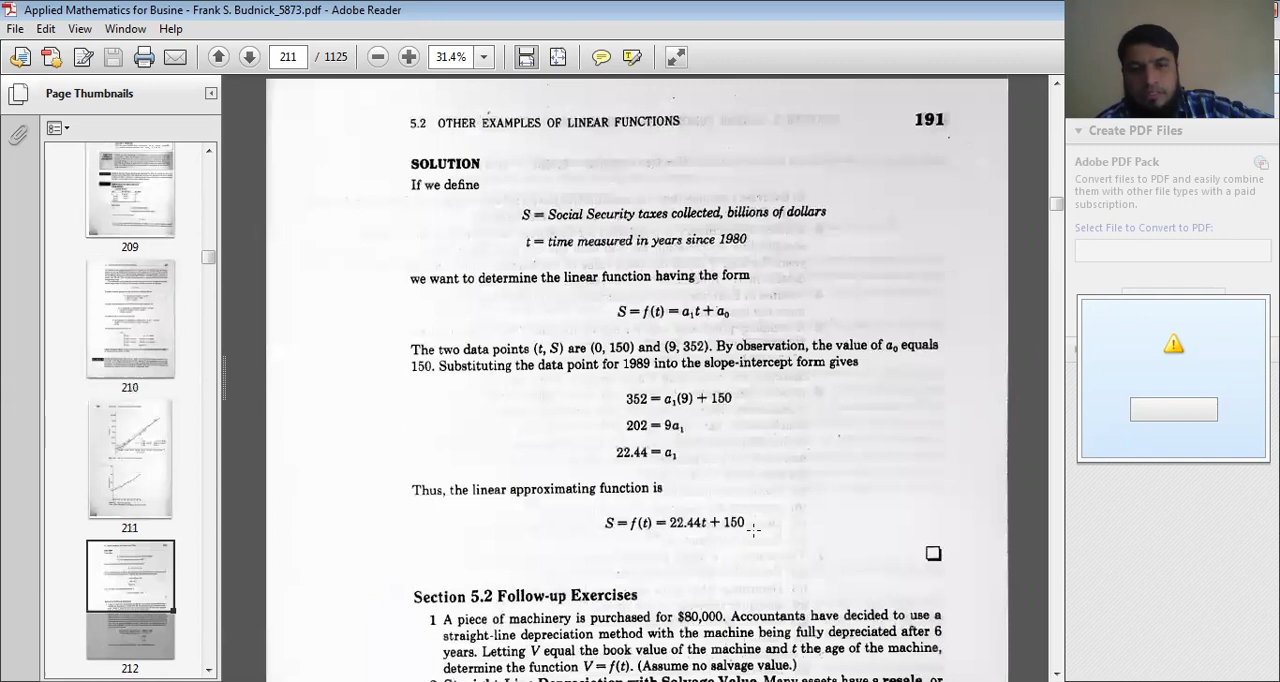 Applied Mathematics for Busine - Frank S. Budnick_5873.pdf - Adobe Reader
File Edit View Window Help
211 / 1125 31.4%
Page Thumbnails
209
210
211
212
5.2 OTHER EXAMPLES OF LINEAR FUNCTIONS 191
SOLUTION
If we define
S = Social Security taxes collected, billions of dollars
t = time measured in years since 1980
we want to determine the linear function having the form
S = f(t) = a₁t + a₀
The two data points (t, S) are (0, 150) and (9, 352). By observation, the value of a₀ equals
150. Substituting the data point for 1989 into the slope-intercept form gives
352 = a₁(9) + 150
202 = 9a₁
22.44 = a₁
Thus, the linear approximating function is
S = f(t) = 22.44t + 150
Section 5.2 Follow-up Exercises
1 A piece of machinery is purchased for $80,000. Accountants have decided to use a
straight-line depreciation method with the machine being fully depreciated after 6
years. Letting V equal the book value of the machine and t the age of the machine,
determine the function V = f(t). (Assume no salvage value.)
Straight-Line Depreciation with Salvage Value. Many assets have a resale, or
Create PDF Files
Adobe PDF Pack
Convert files to PDF and easily combine
them with other file types with a paid
subscription.
Select File to Convert to PDF: